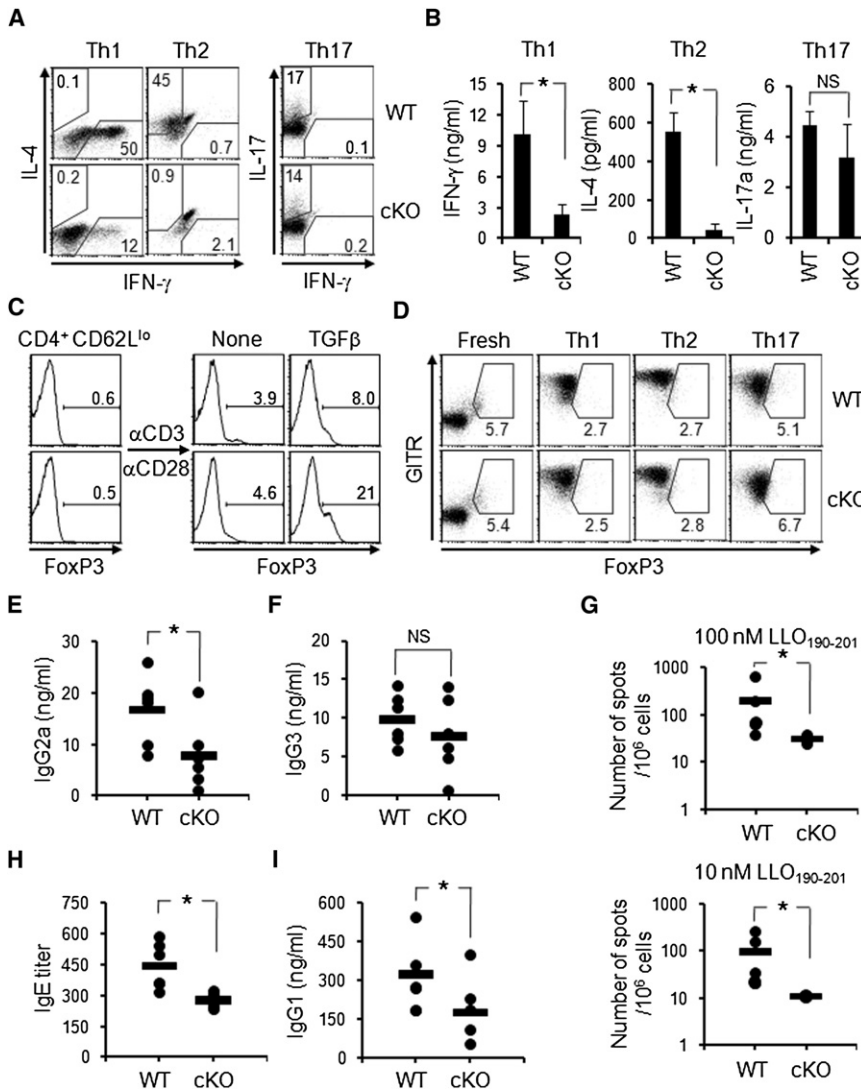 A
Th1 Th2 Th17
0.1 45 17
WT
50 0.7 0.1
IL-4 IL-17
0.2 0.9 14
cKO
12 2.1 0.2
IFN-γ IFN-γ
B
Th1 Th2 Th17
IFN-γ (ng/ml)
15
12
9
6
3
0
*
WT cKO
IL-4 (pg/ml)
800
600
400
200
0
*
WT cKO
IL-17a (ng/ml)
6
4
2
0
NS
WT cKO
C
CD4⁺ CD62Lˡᵒ None TGFβ
0.6 3.9 8.0
αCD3
αCD28
0.5 4.6 21
FoxP3 FoxP3
D
Fresh Th1 Th2 Th17
WT
5.7 2.7 2.7 5.1
GITR
cKO
5.4 2.5 2.8 6.7
FoxP3
E
IgG2a (ng/ml)
30
20
10
0
*
WT cKO
F
IgG3 (ng/ml)
20
15
10
5
0
NS
WT cKO
G
100 nM LLO₁₉₀₋₂₀₁
Number of spots
/10⁶ cells
1000
100
10
1
*
WT cKO
10 nM LLO₁₉₀₋₂₀₁
Number of spots
/10⁶ cells
1000
100
10
1
*
WT cKO
H
IgE titer
750
600
450
300
150
0
*
WT cKO
I
IgG1 (ng/ml)
600
450
300
150
0
*
WT cKO